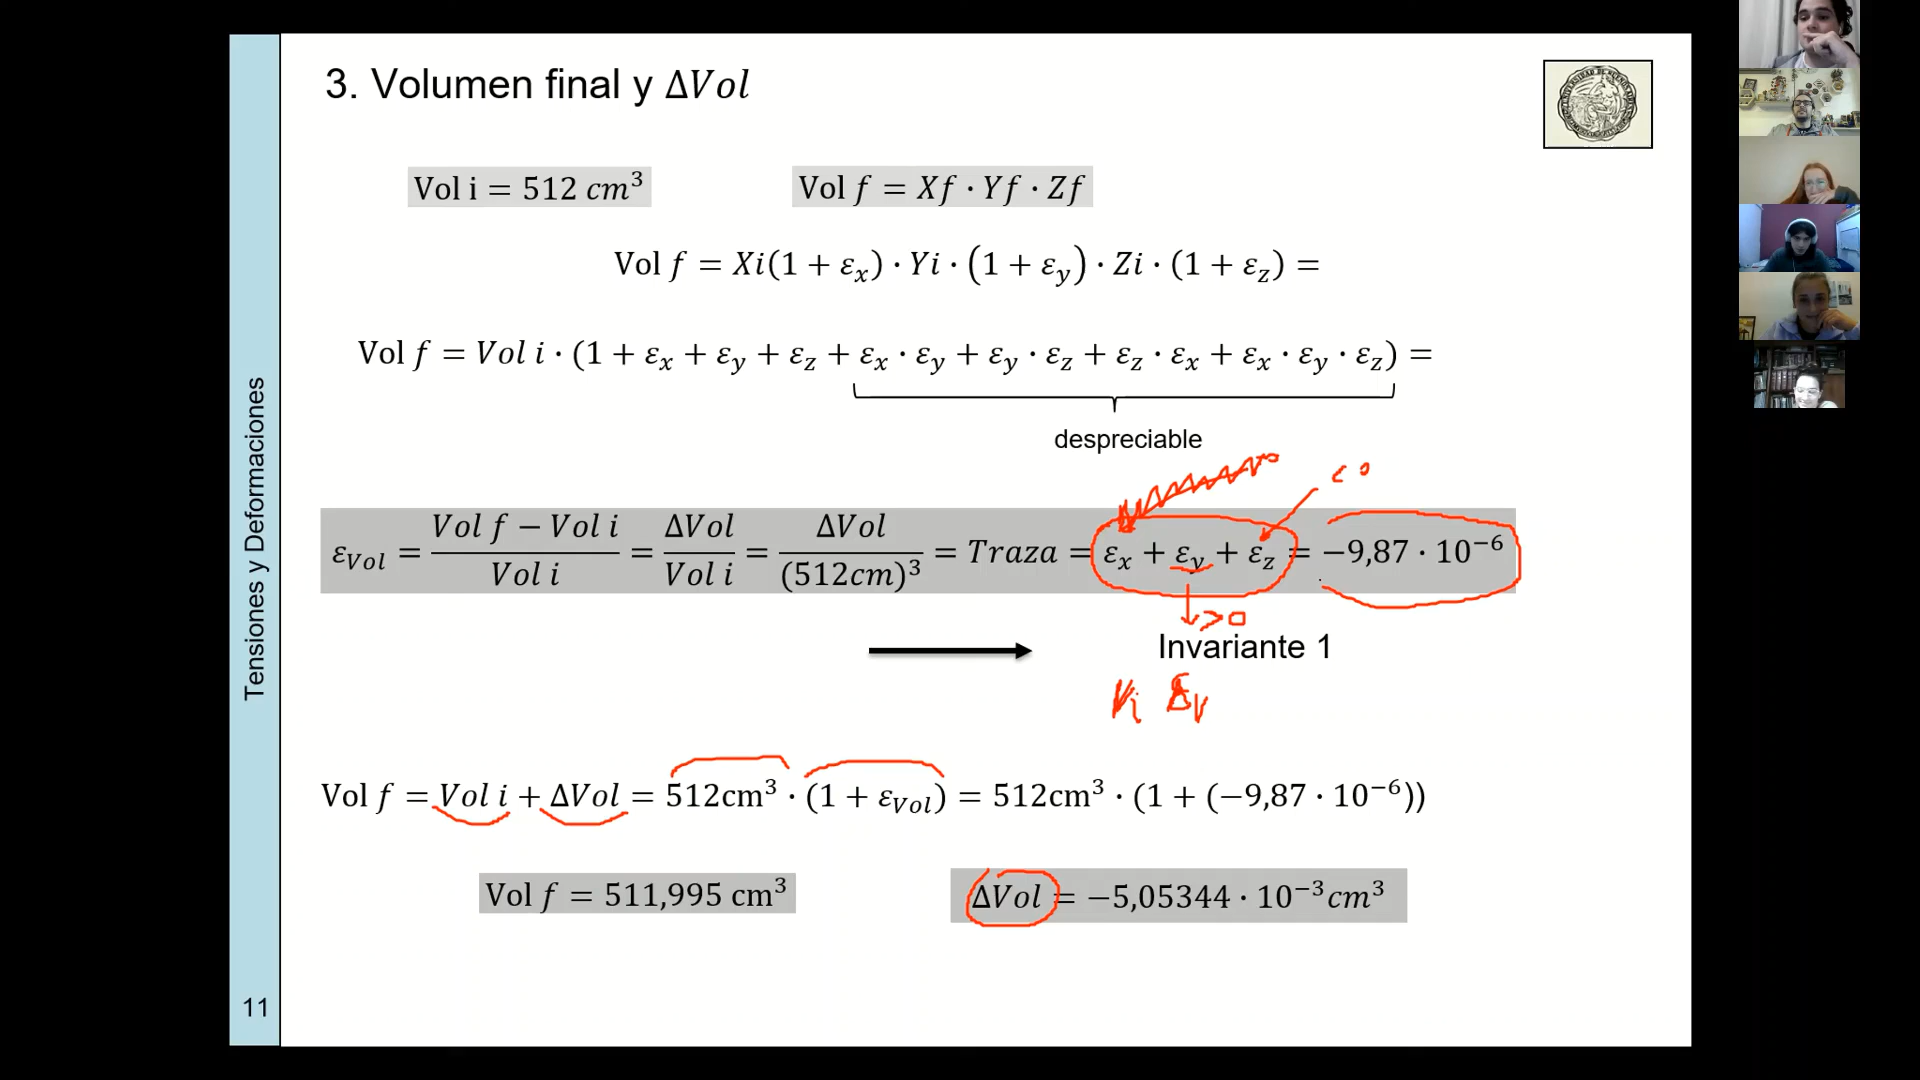 3. Volumen final y ΔVol
Vol i = 512 cm³
Vol f = Xf · Yf · Zf
Vol f = Xi(1 + εx) · Yi · (1 + εy) · Zi · (1 + εz) =
Vol f = Vol i · (1 + εx + εy + εz + εx · εy + εy · εz + εz · εx + εx · εy · εz) =
despreciable
< 0
εVol = (Vol f − Vol i)/(Vol i) = ΔVol/Vol i = ΔVol/(512cm)³ = Traza = εx + εy + εz = −9,87 · 10⁻⁶
>0
Invariante 1
Vol f = Vol i + ΔVol = 512cm³ · (1 + εVol) = 512cm³ · (1 + (−9,87 · 10⁻⁶))
Vol f = 511,995 cm³
ΔVol = −5,05344 · 10⁻³cm³
Tensiones y Deformaciones
11